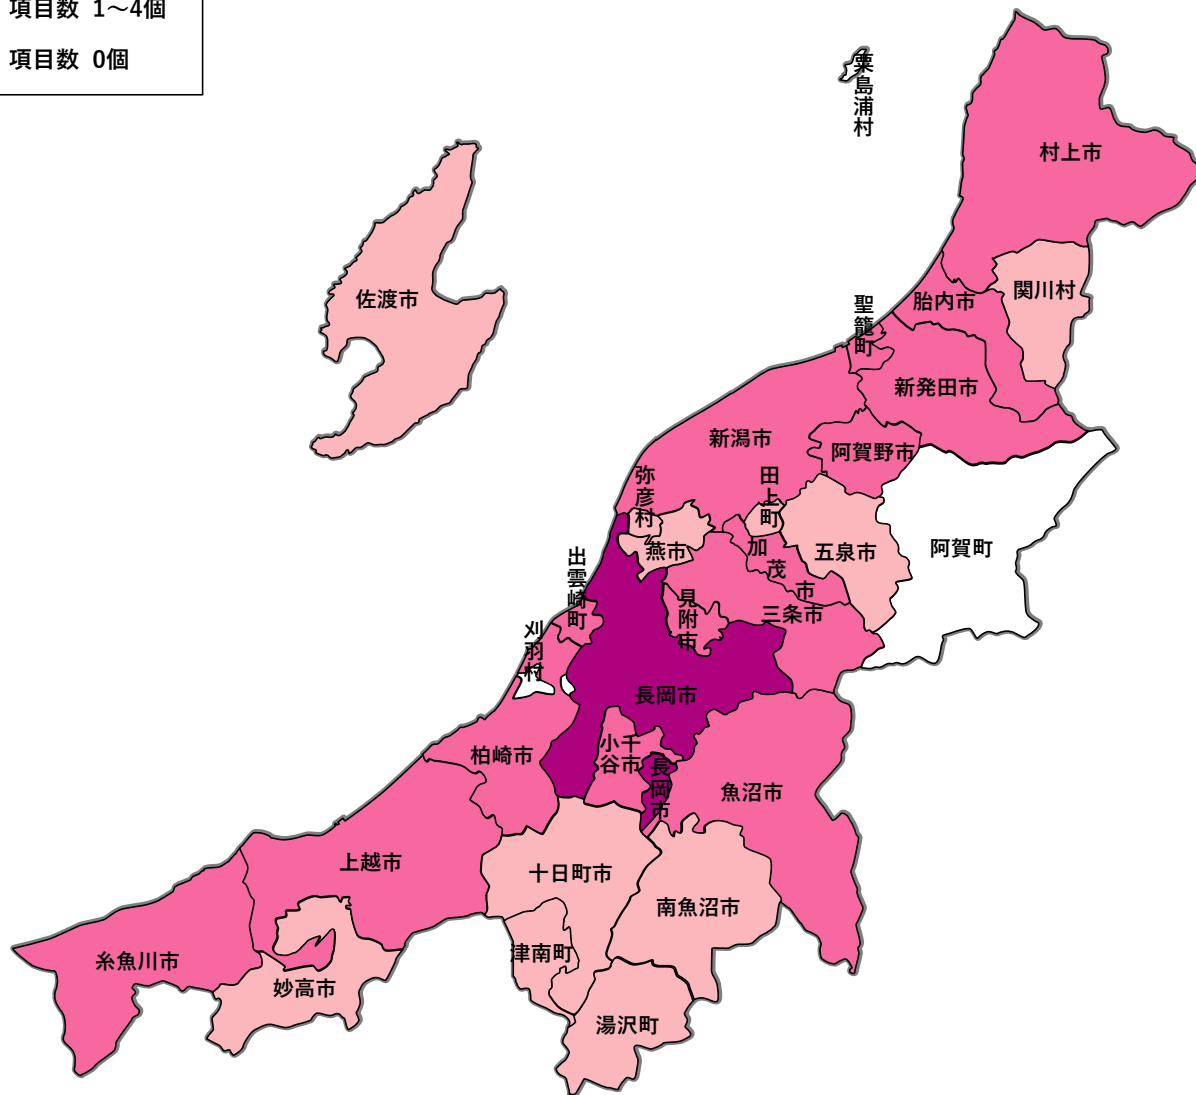 項目数 1～4個
項目数 0個
粟島浦村
村上市
関川村
佐渡市
胎内市
聖籠町
新発田市
新潟市
阿賀野市
弥彦村
田上町
燕市
加茂市
五泉市
阿賀町
出雲崎町
見附市
三条市
刈羽村
長岡市
柏崎市
小千谷市
長岡市
魚沼市
上越市
十日町市
南魚沼市
津南町
糸魚川市
妙高市
湯沢町